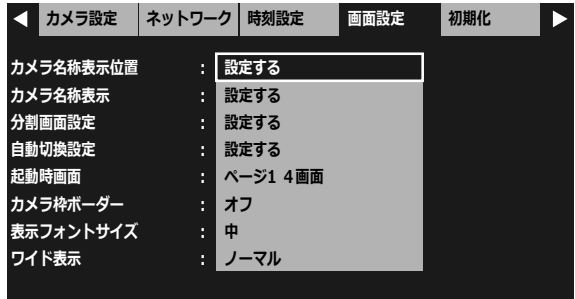 ◀ カメラ設定 ネットワーク 時刻設定 画面設定 初期化 ▶
カメラ名称表示位置 : 設定する
カメラ名称表示 : 設定する
分割画面設定 : 設定する
自動切換設定 : 設定する
起動時画面 : ページ1 4画面
カメラ枠ボーダー : オフ
表示フォントサイズ : 中
ワイド表示 : ノーマル